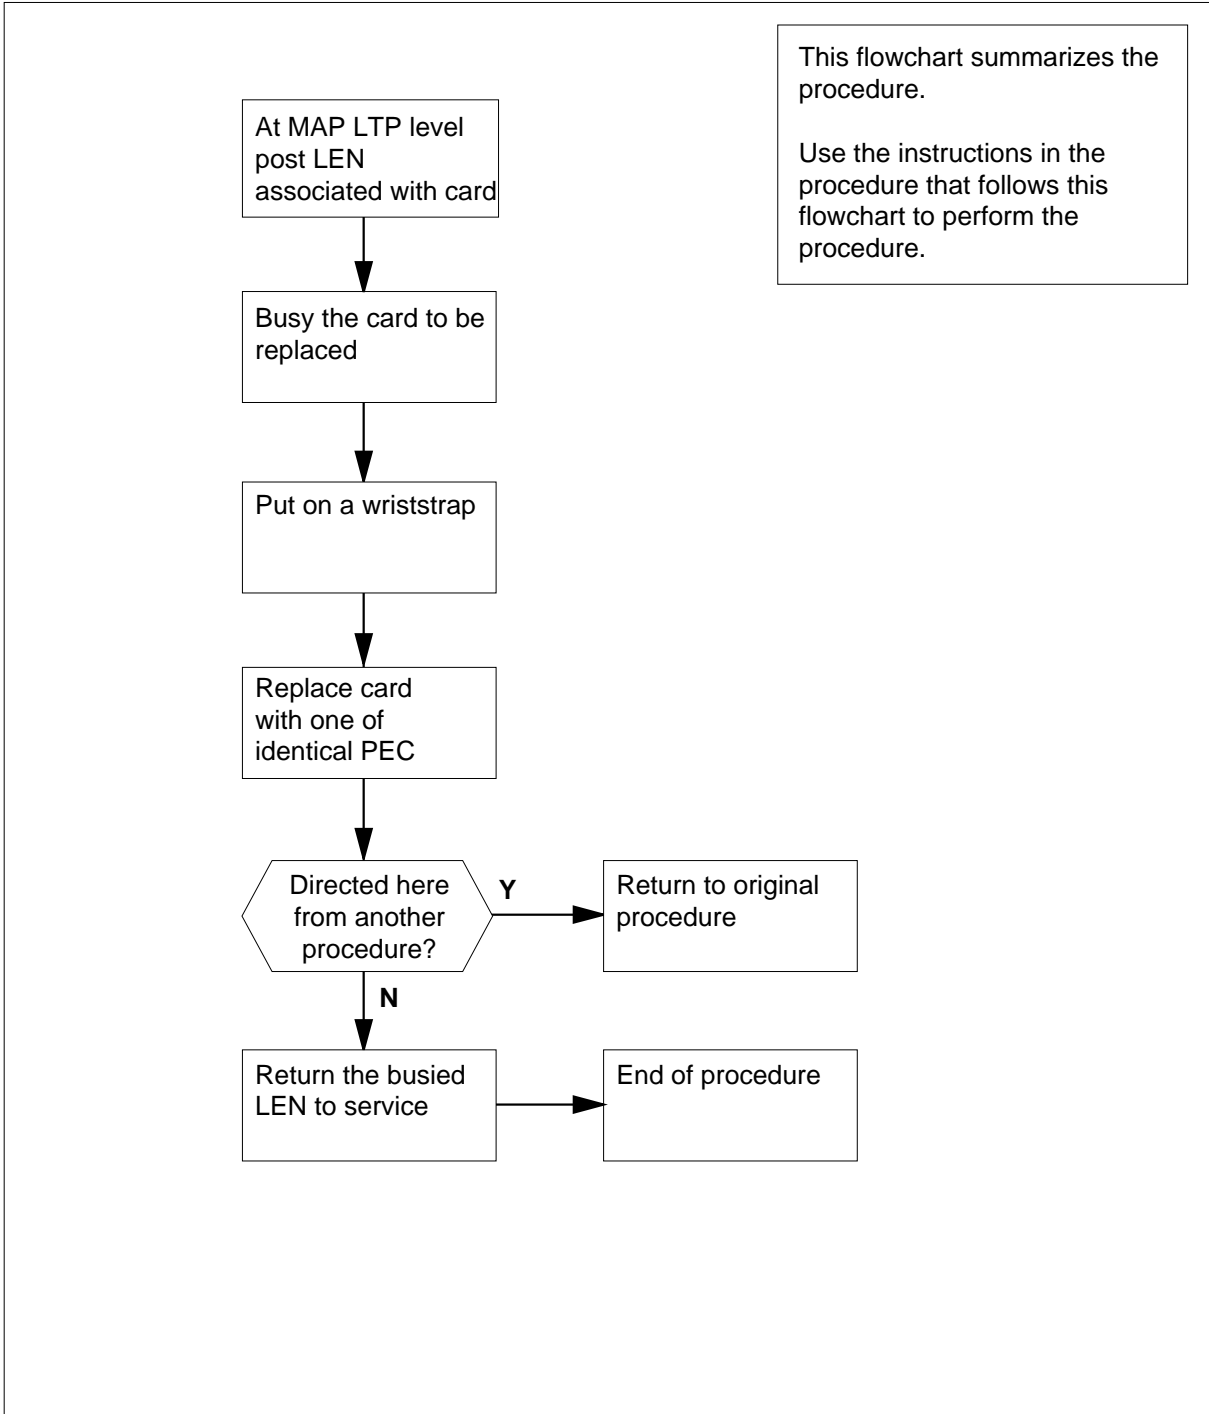 This flowchart summarizes the
procedure.
Use the instructions in the
procedure that follows this
flowchart to perform the
procedure.
At MAP LTP level
post LEN
associated with card
Busy the card to be
replaced
Put on a wriststrap
Replace card
with one of
identical PEC
Directed here
from another
procedure?
Y
Return to original
procedure
N
Return the busied
LEN to service
End of procedure